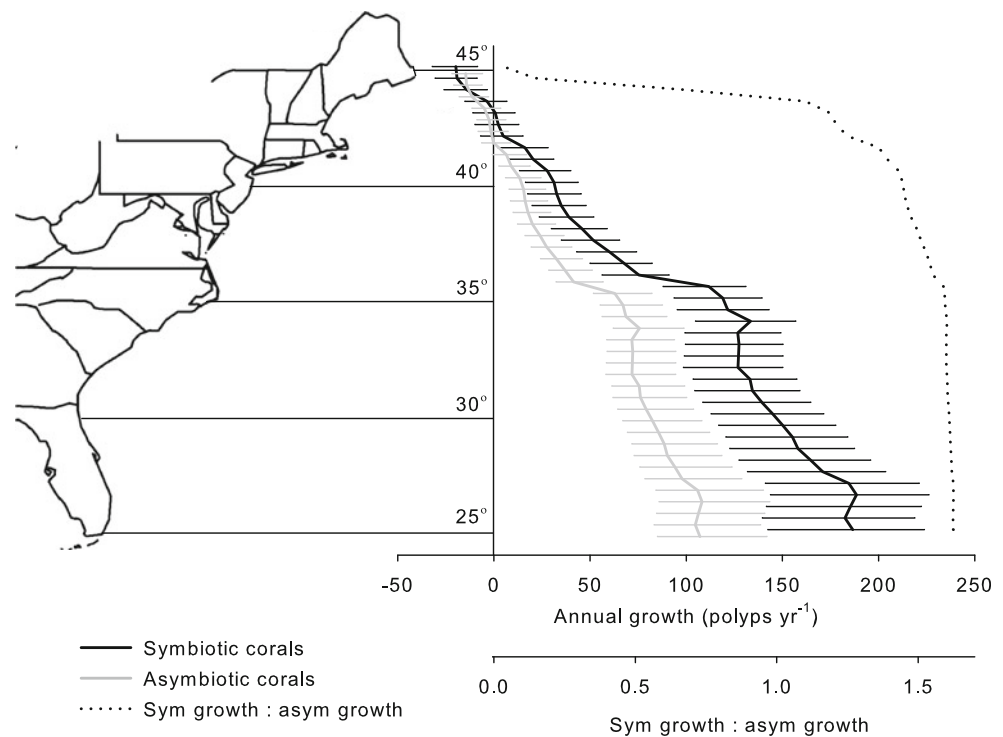 45°
40°
35°
30°
25°
-50 0 50 100 150 200 250
Annual growth (polyps yr⁻¹)
Symbiotic corals
Asymbiotic corals
Sym growth : asym growth
0.0 0.5 1.0 1.5
Sym growth : asym growth